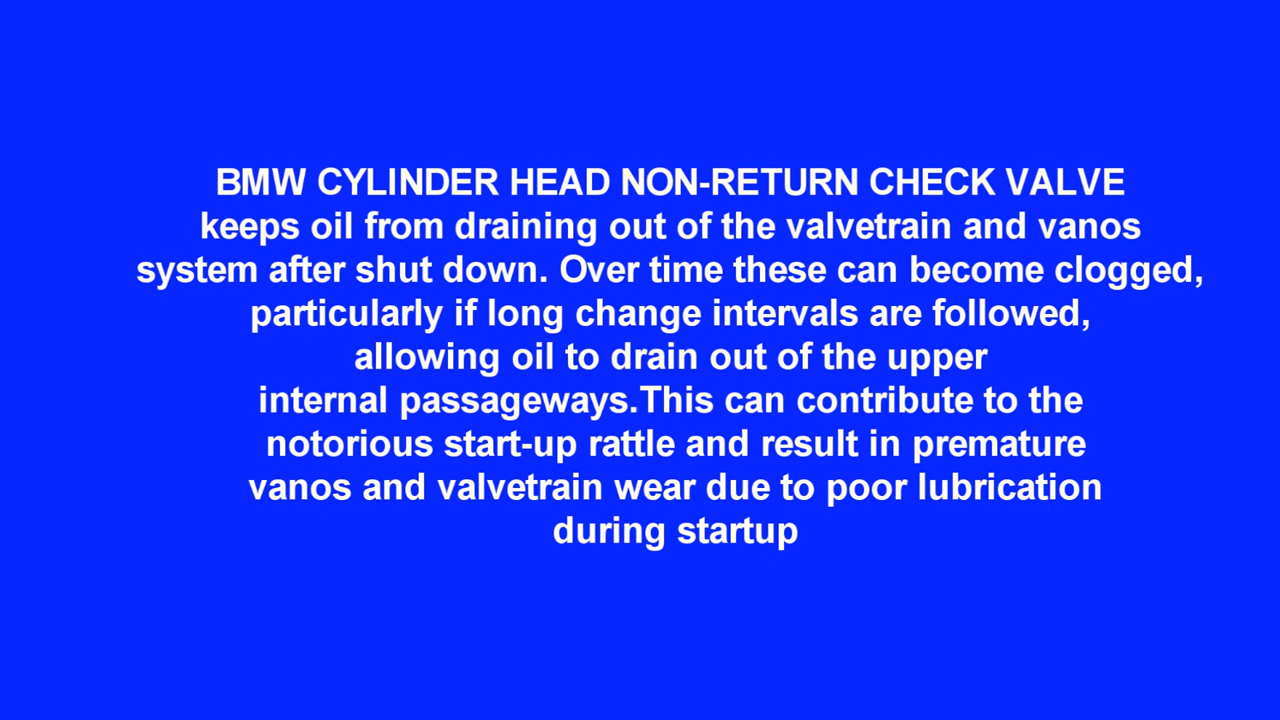 BMW CYLINDER HEAD NON-RETURN CHECK VALVE
keeps oil from draining out of the valvetrain and vanos
system after shut down. Over time these can become clogged,
particularly if long change intervals are followed,
allowing oil to drain out of the upper
internal passageways.This can contribute to the
notorious start-up rattle and result in premature
vanos and valvetrain wear due to poor lubrication
during startup